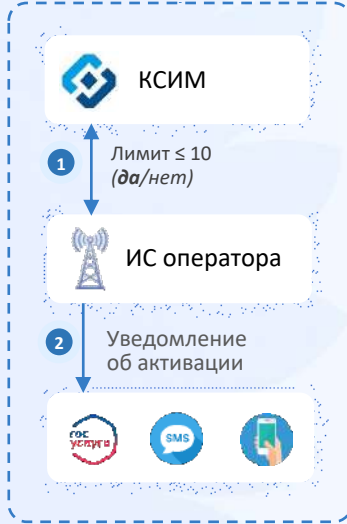 КСИМ
1
Лимит ≤ 10
(да/нет)
ИС оператора
2
Уведомление
об активации
гос
услуги
SMS